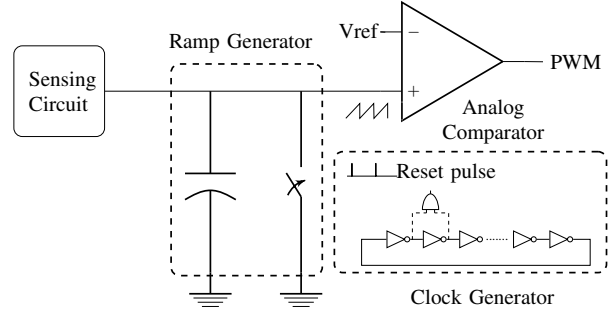 Vref
−
Ramp Generator
PWM
Sensing
Circuit
+
Analog
Comparator
Reset pulse
Clock Generator